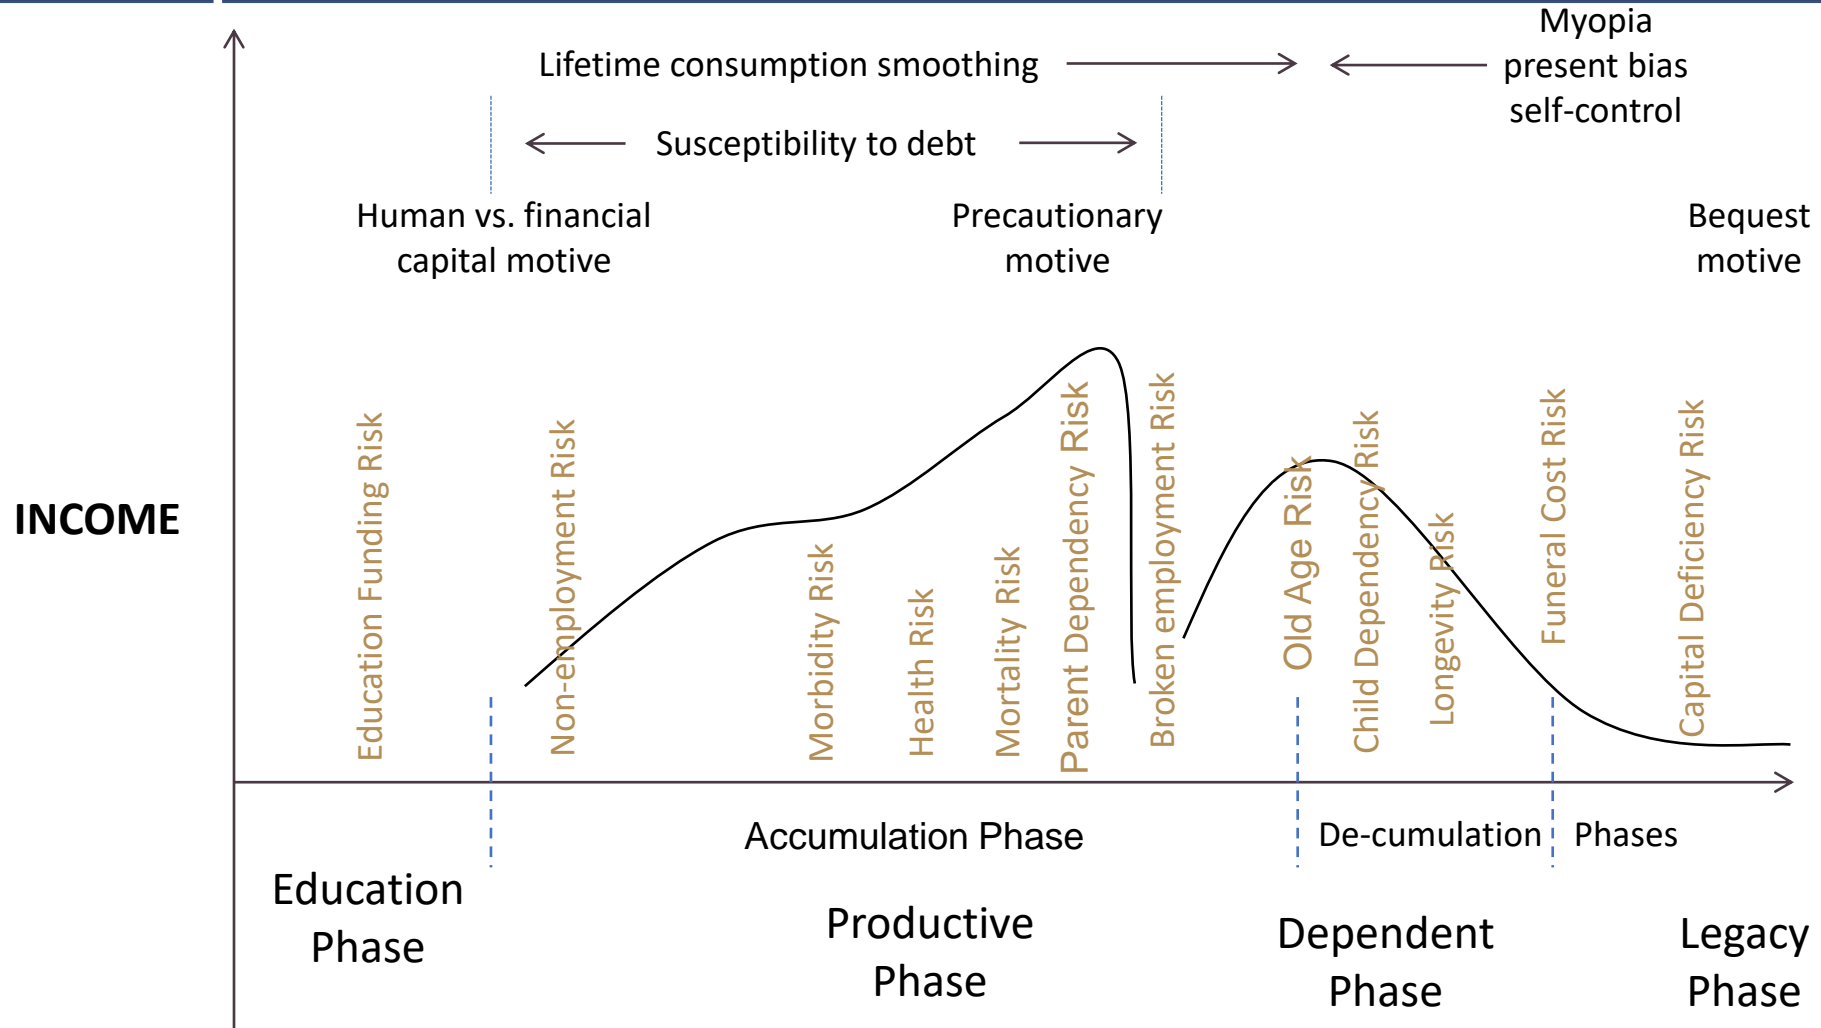 Myopia
Lifetime consumption smoothing
present bias
self-control
Susceptibility to debt
Human vs. financial
capital motive
Precautionary
motive
Bequest
motive
INCOME
Education Funding Risk
Non-employment Risk
Morbidity Risk
Health Risk
Mortality Risk
Parent Dependency Risk
Broken employment Risk
Old Age Risk
Child Dependency Risk
Longevity Risk
Funeral Cost Risk
Capital Deficiency Risk
Accumulation Phase
De-cumulation
Phases
Education
Phase
Productive
Phase
Dependent
Phase
Legacy
Phase